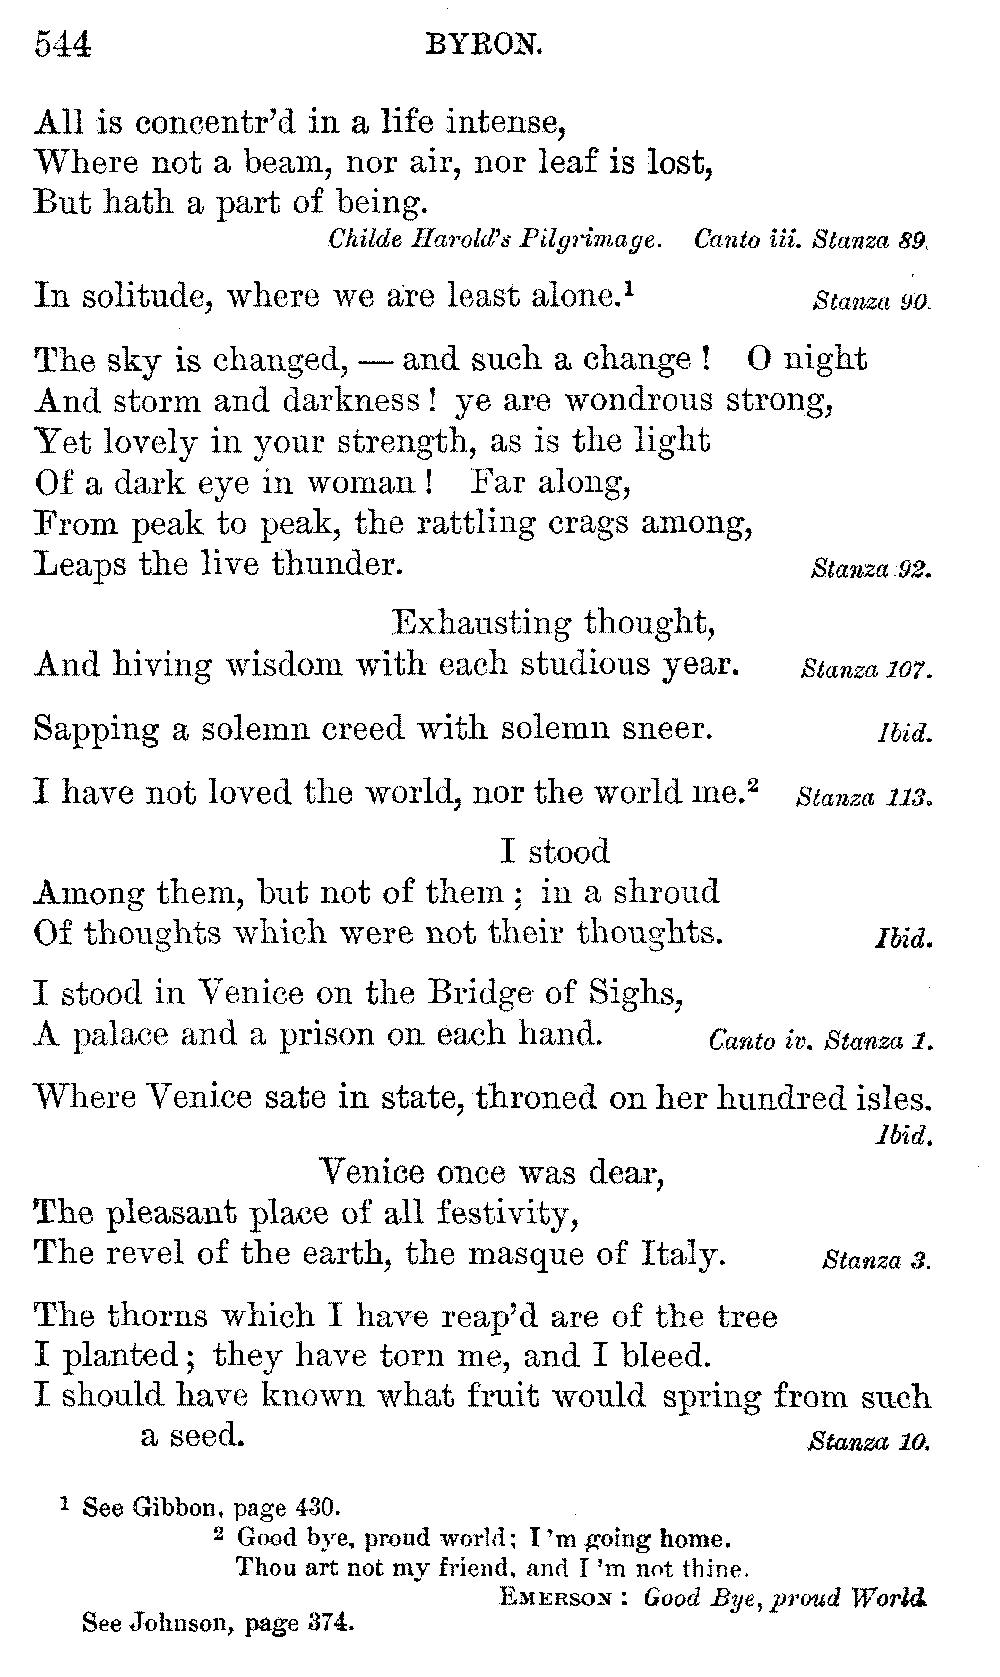 544 BYRON.
All is concentr'd in a life intense,
Where not a beam, nor air, nor leaf is lost,
But hath a part of being.
Childe Harold's Pilgrimage. Canto iii. Stanza 89.
In solitude, where we are least alone.¹ Stanza 90.
The sky is changed, — and such a change ! O night
And storm and darkness ! ye are wondrous strong,
Yet lovely in your strength, as is the light
Of a dark eye in woman ! Far along,
From peak to peak, the rattling crags among,
Leaps the live thunder. Stanza 92.
Exhausting thought,
And hiving wisdom with each studious year. Stanza 107.
Sapping a solemn creed with solemn sneer. Ibid.
I have not loved the world, nor the world me.² Stanza 113.
I stood
Among them, but not of them ; in a shroud
Of thoughts which were not their thoughts. Ibid.
I stood in Venice on the Bridge of Sighs,
A palace and a prison on each hand. Canto iv. Stanza 1.
Where Venice sate in state, throned on her hundred isles.
Ibid.
Venice once was dear,
The pleasant place of all festivity,
The revel of the earth, the masque of Italy. Stanza 3.
The thorns which I have reap'd are of the tree
I planted ; they have torn me, and I bleed.
I should have known what fruit would spring from such
a seed. Stanza 10.
¹ See Gibbon, page 430.
² Good bye, proud world ; I 'm going home.
Thou art not my friend, and I 'm not thine.
EMERSON : Good Bye, proud World.
See Johnson, page 374.